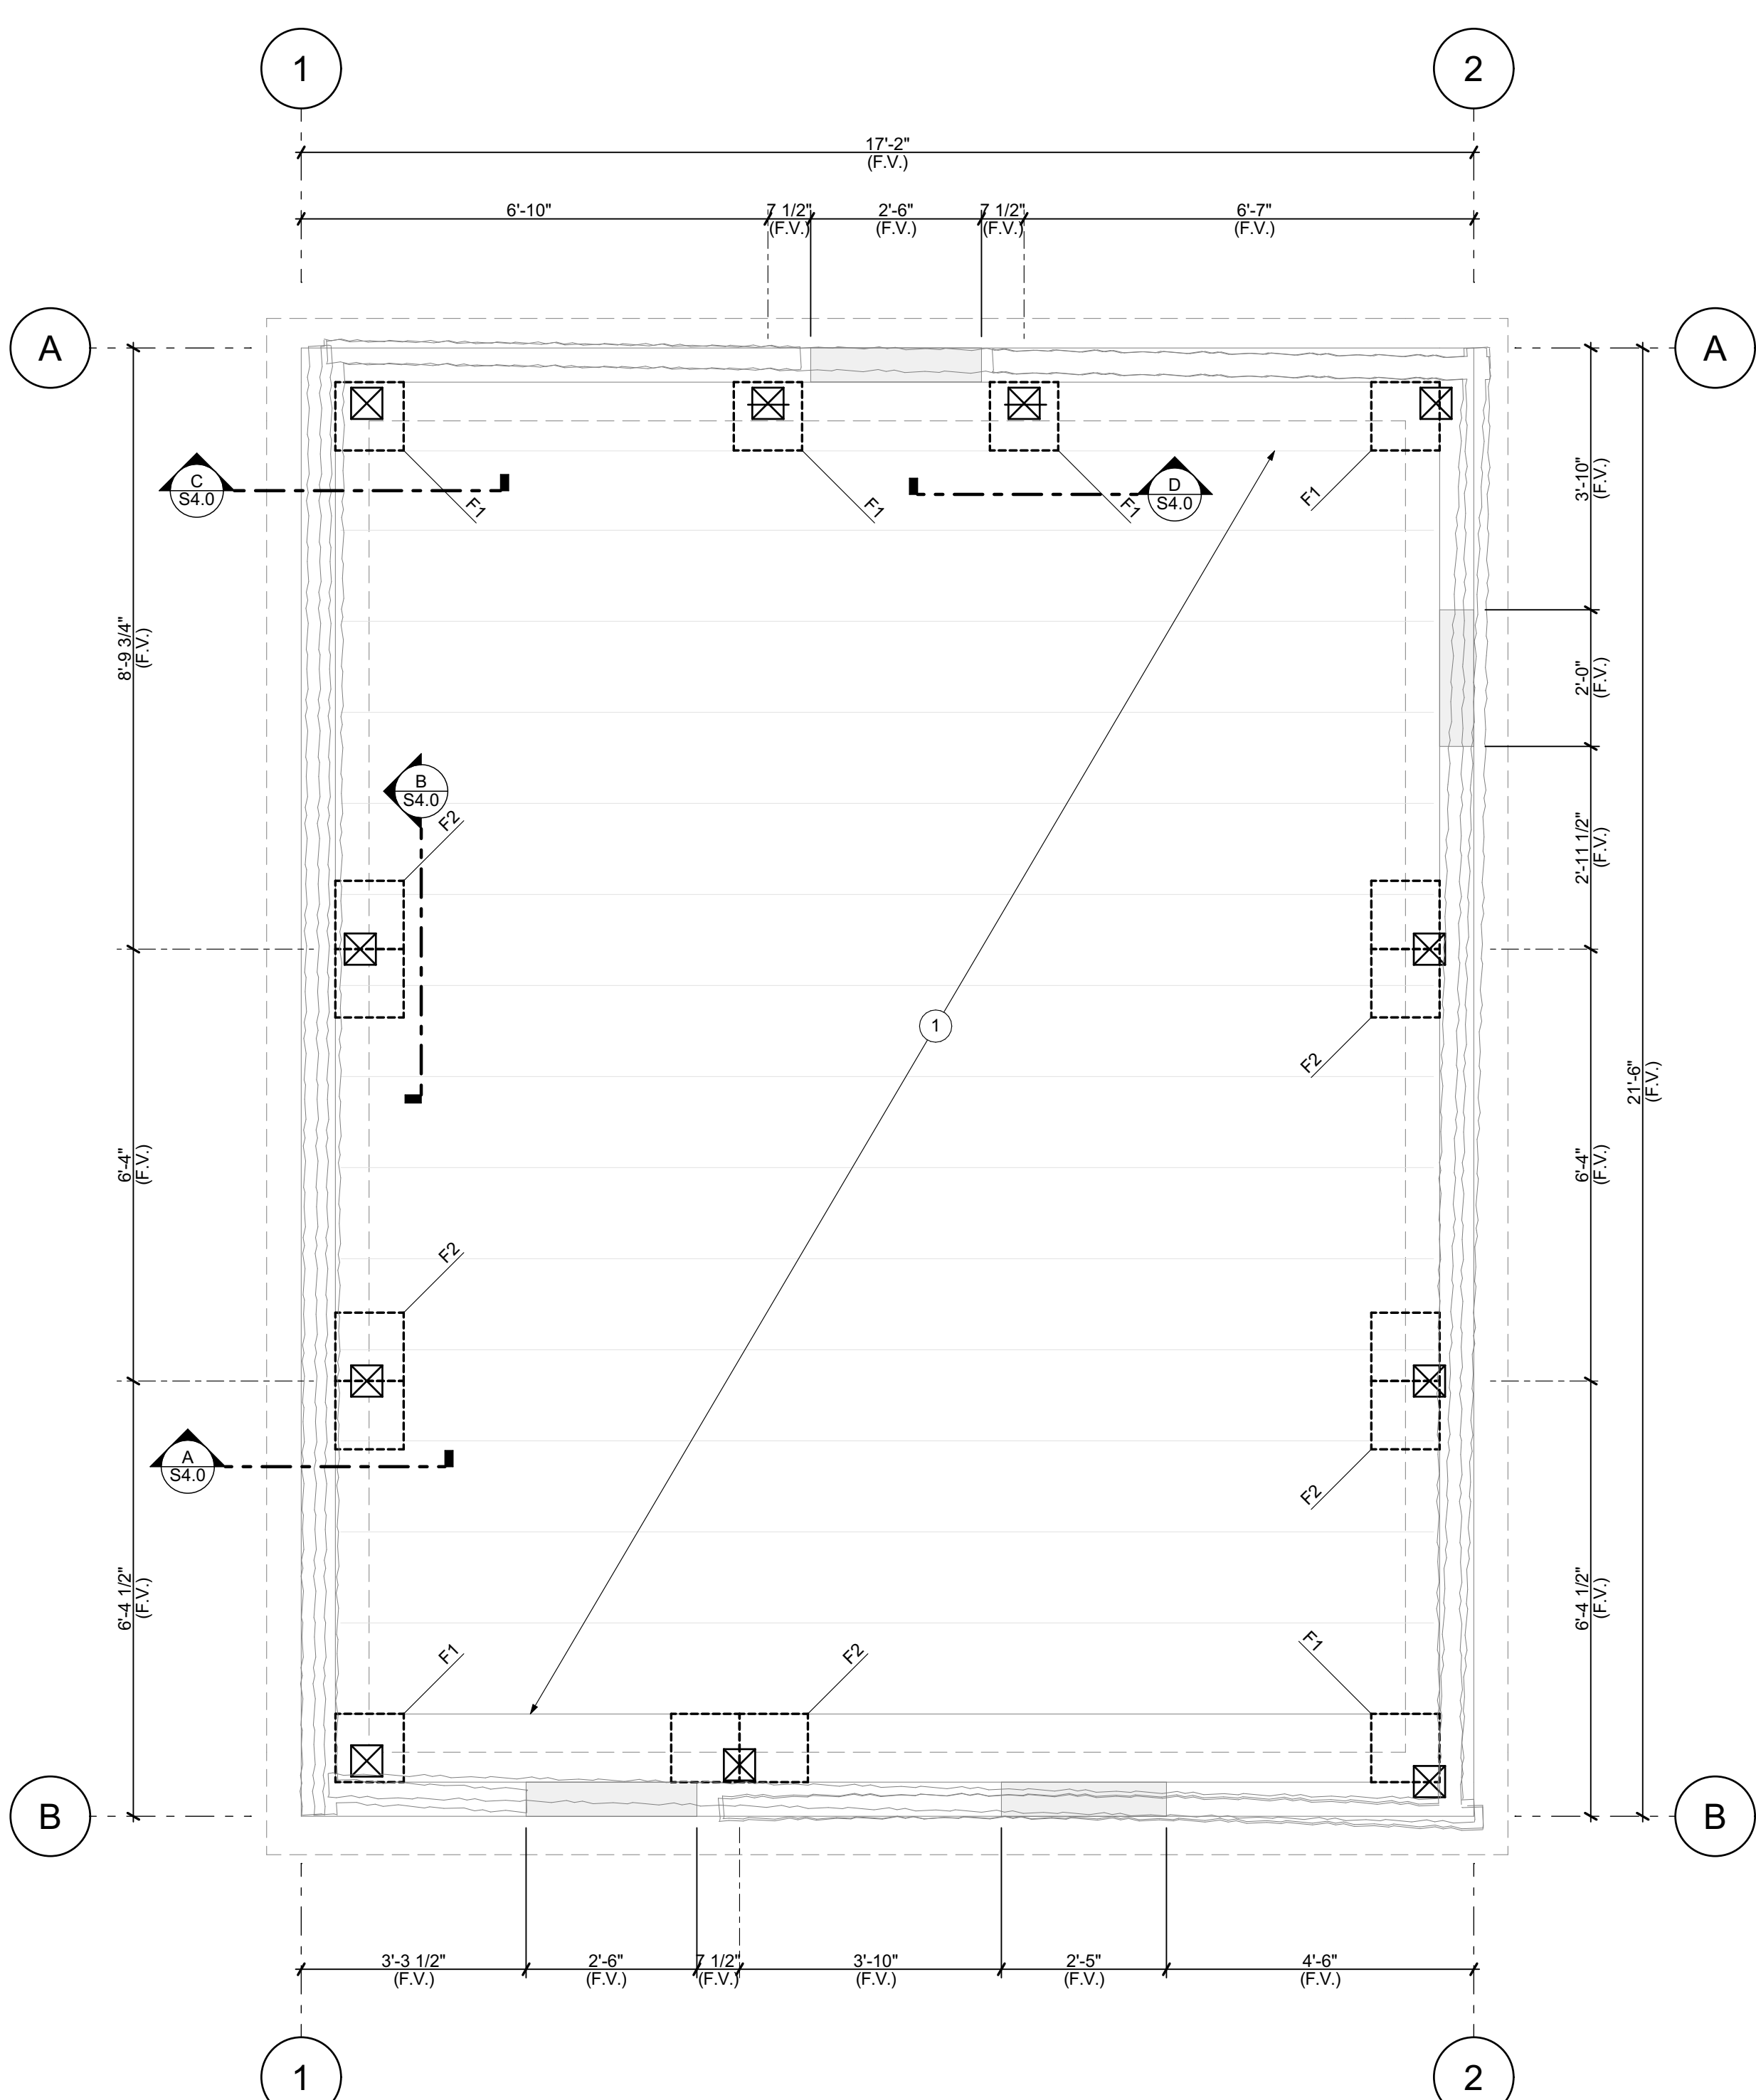 1
2
17'-2"
(F.V.)
6'-10"
7 1/2"
(F.V.)
2'-6"
(F.V.)
7 1/2"
(F.V.)
6'-7"
(F.V.)
A
A
C
S4.0
F1
F1
D
S4.0
F1
F1
3'-10"
(F.V.)
8'-9 3/4"
(F.V.)
2'-0"
(F.V.)
B
S4.0
F2
2'-11 1/2"
(F.V.)
1
F2
21'-6"
(F.V.)
6'-4"
(F.V.)
6'-4"
(F.V.)
F2
A
S4.0
F2
6'-4 1/2"
(F.V.)
6'-4 1/2"
(F.V.)
F1
F2
F1
B
B
3'-3 1/2"
(F.V.)
2'-6"
(F.V.)
7 1/2"
(F.V.)
3'-10"
(F.V.)
2'-5"
(F.V.)
4'-6"
(F.V.)
1
2